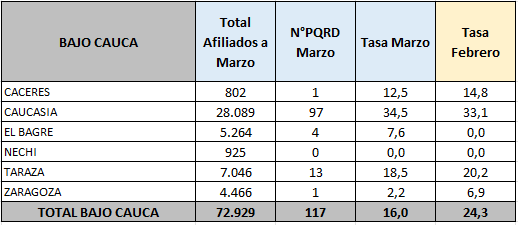 BAJO CAUCA Total Afiliados a Marzo N°PQRD Marzo Tasa Marzo Tasa Febrero
CACERES 802 1 12,5 14,8
CAUCASIA 28.089 97 34,5 33,1
EL BAGRE 5.264 4 7,6 0,0
NECHI 925 0 0,0 0,0
TARAZA 7.046 13 18,5 20,2
ZARAGOZA 4.466 1 2,2 6,9
TOTAL BAJO CAUCA 72.929 117 16,0 24,3